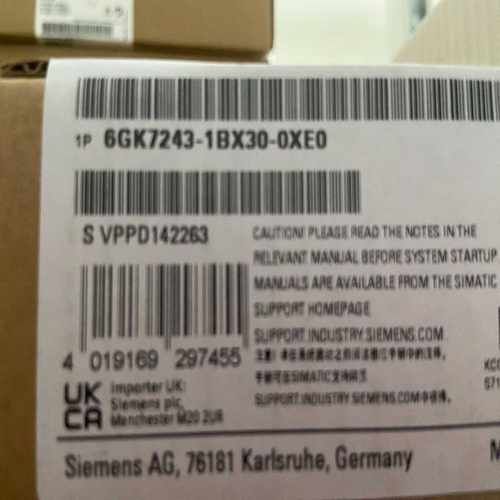 1P 6GK7243-1BX30-0XE0
S VPPD142263
CAUTION! PLEASE READ THE NOTES IN THE
RELEVANT MANUAL BEFORE SYSTEM STARTUP
MANUALS ARE AVAILABLE FROM THE SIMATIC
SUPPORT HOMEPAGE
SUPPORT.INDUSTRY.SIEMENS.COM
SUPPORT.INDUSTRY.SIEMENS.COM
4 019169 297455
UK
CA
Importer UK:
Siemens plc,
Manchester M20 2UR
KCC
S71
Siemens AG, 76181 Karlsruhe, Germany
M